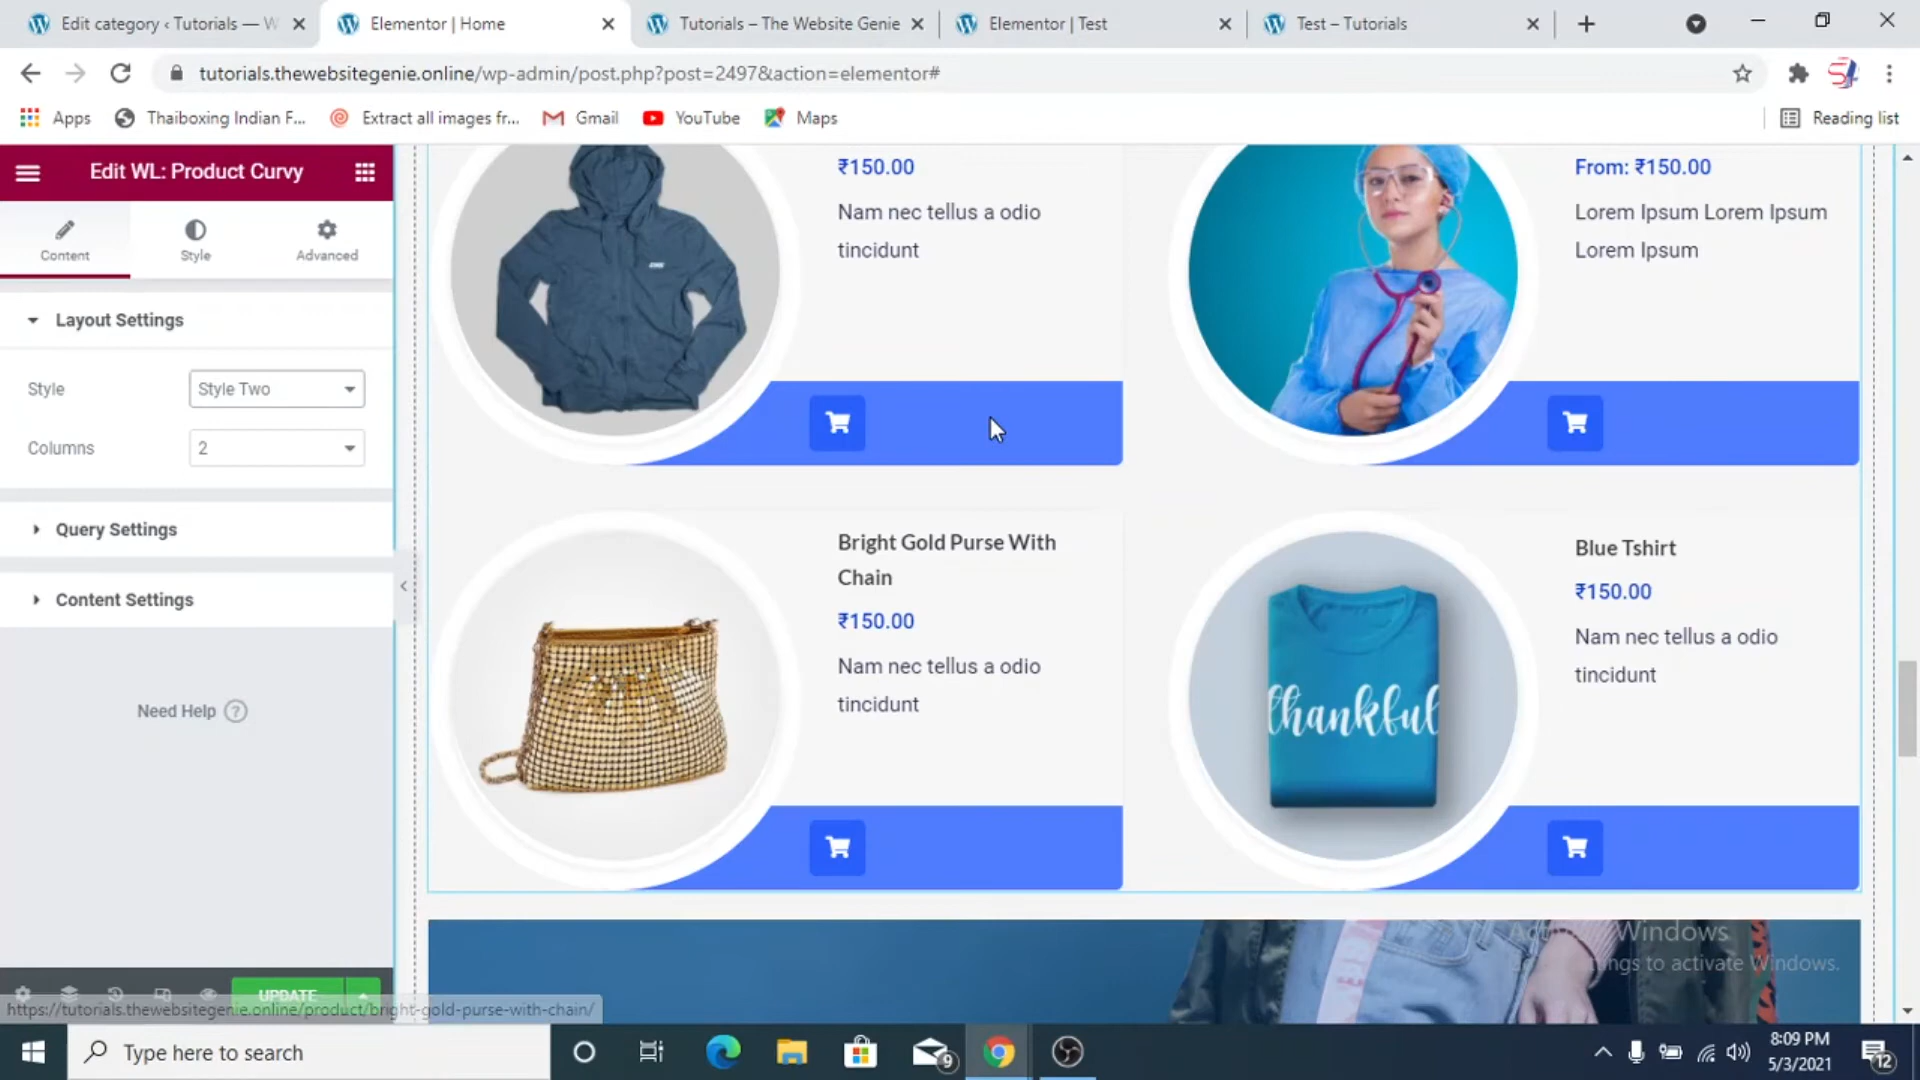 Edit category ‹ Tutorials — W
Elementor | Home
Tutorials – The Website Genie
Elementor | Test
Test – Tutorials
tutorials.thewebsitegenie.online/wp-admin/post.php?post=2497&action=elementor#
Apps
Thaiboxing Indian F...
Extract all images fr...
Gmail
YouTube
Maps
Reading list
Edit WL: Product Curvy
Content
Style
Advanced
Layout Settings
Style
Style Two
Columns
2
Query Settings
Content Settings
Need Help ?
UPDATE
https://tutorials.thewebsitegenie.online/product/bright-gold-purse-with-chain/
₹150.00
Nam nec tellus a odio
tincidunt
From: ₹150.00
Lorem Ipsum Lorem Ipsum
Lorem Ipsum
Bright Gold Purse With
Chain
₹150.00
Nam nec tellus a odio
tincidunt
Blue Tshirt
₹150.00
Nam nec tellus a odio
tincidunt
thankful
Windows
to activate Windows.
Type here to search
9
8:09 PM
5/3/2021
12